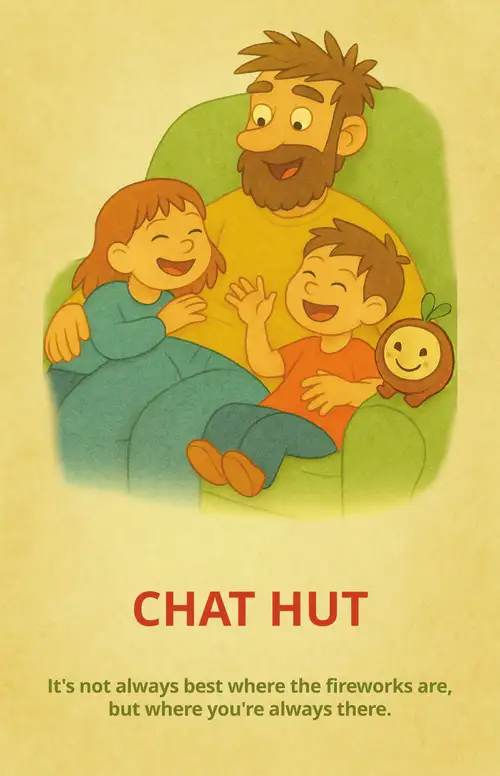 CHAT HUT
It's not always best where the fireworks are,
but where you're always there.